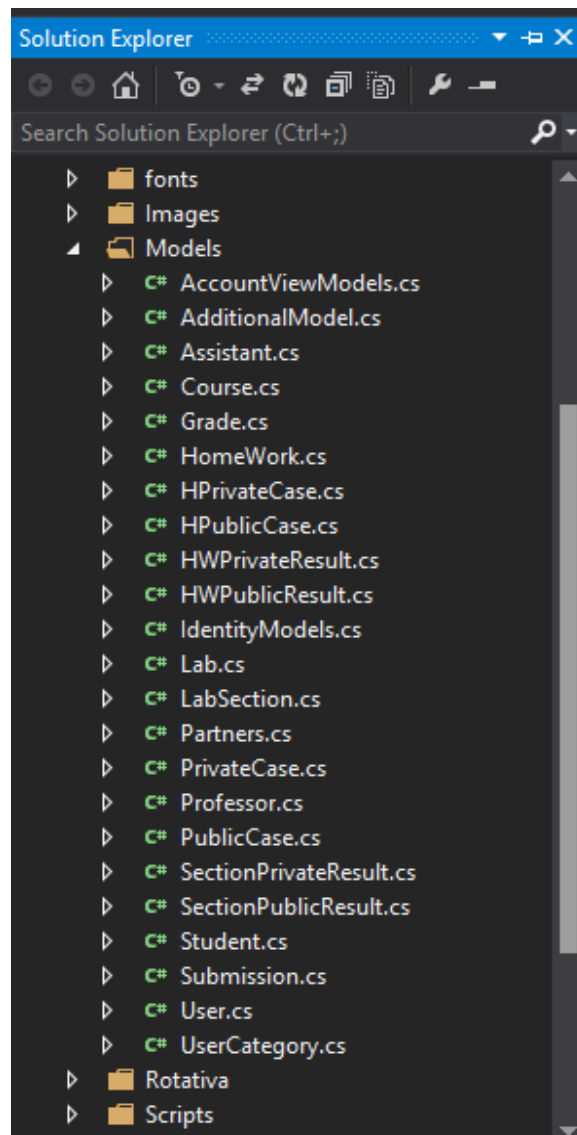 Solution Explorer
Search Solution Explorer (Ctrl+;)
fonts
Images
Models
C# AccountViewModels.cs
C# AdditionalModel.cs
C# Assistant.cs
C# Course.cs
C# Grade.cs
C# HomeWork.cs
C# HPrivateCase.cs
C# HPublicCase.cs
C# HWPrivateResult.cs
C# HWPublicResult.cs
C# IdentityModels.cs
C# Lab.cs
C# LabSection.cs
C# Partners.cs
C# PrivateCase.cs
C# Professor.cs
C# PublicCase.cs
C# SectionPrivateResult.cs
C# SectionPublicResult.cs
C# Student.cs
C# Submission.cs
C# User.cs
C# UserCategory.cs
Rotativa
Scripts